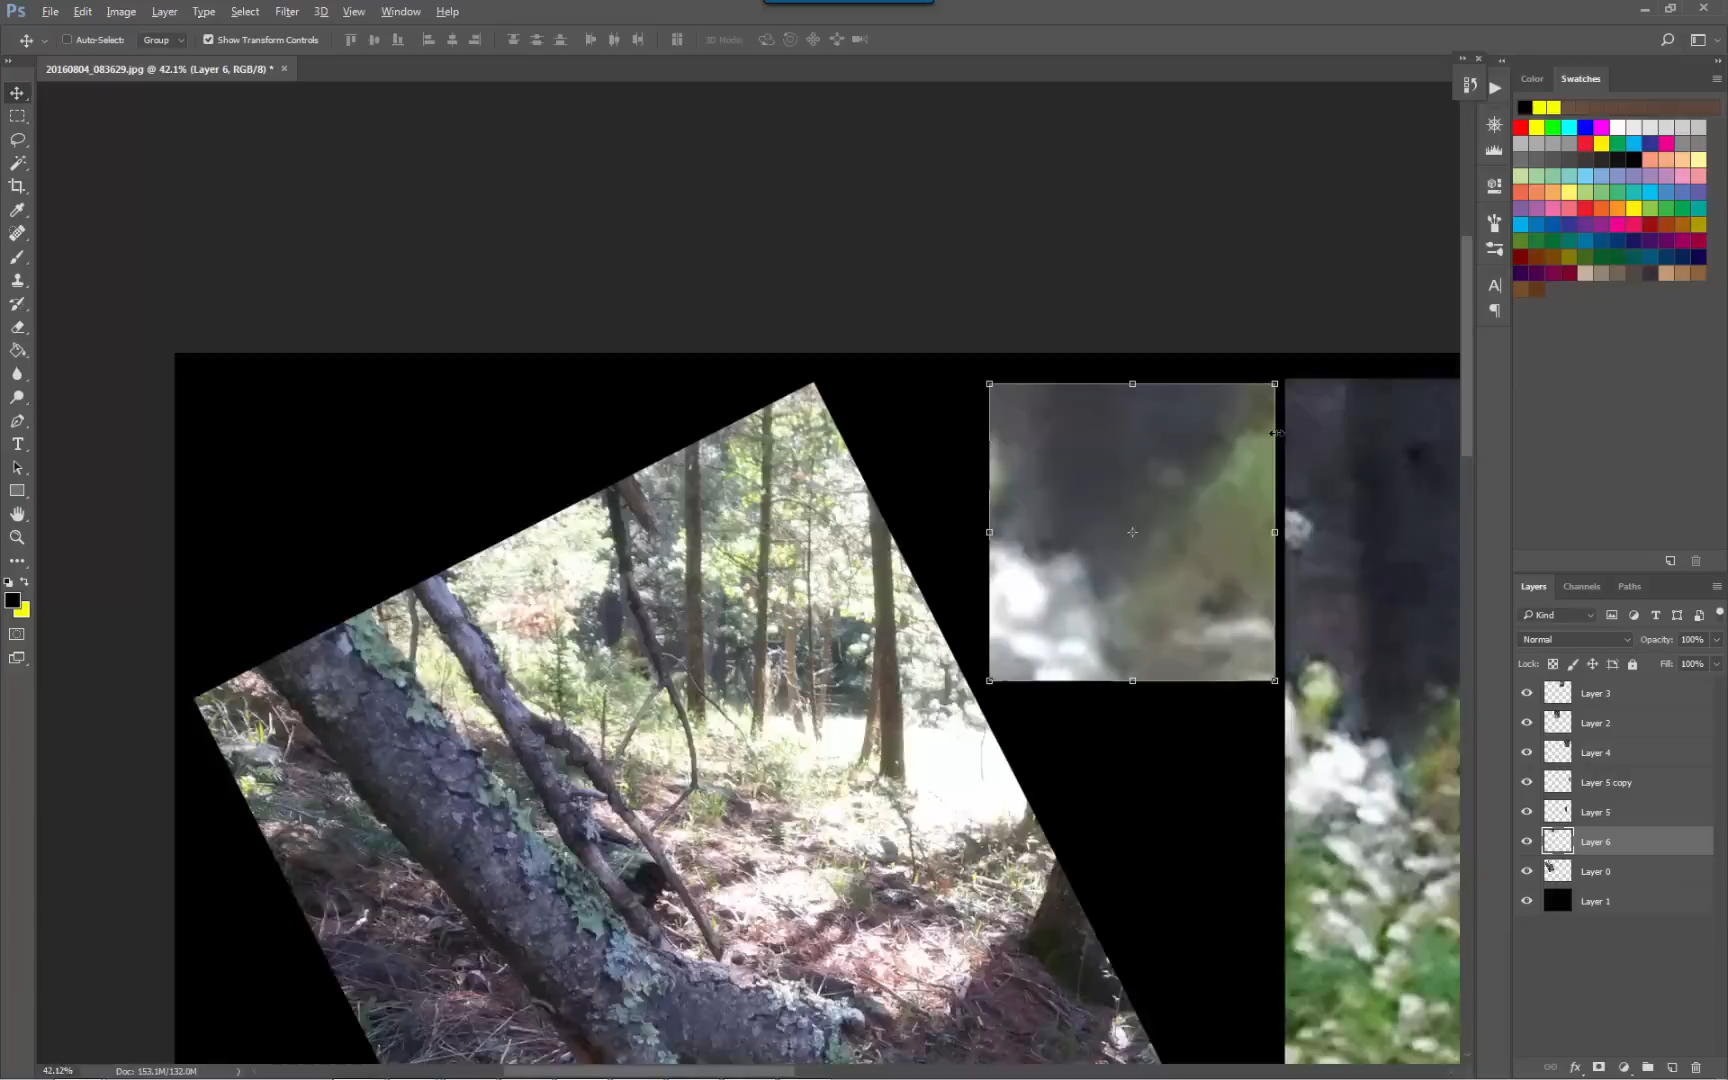 Ps File Edit Image Layer Type Select Filter 3D View Window Help
Auto-Select: Group Show Transform Controls 3D Mode:
20160804_083629.jpg @ 42.1% (Layer 6, RGB/8) *
Color Swatches
Layers Channels Paths
Kind
Normal Opacity: 100%
Lock: Fill: 100%
Layer 3
Layer 2
Layer 4
Layer 5 copy
Layer 5
Layer 6
Layer 0
Layer 1
42.12% Doc: 153.1M/132.0M